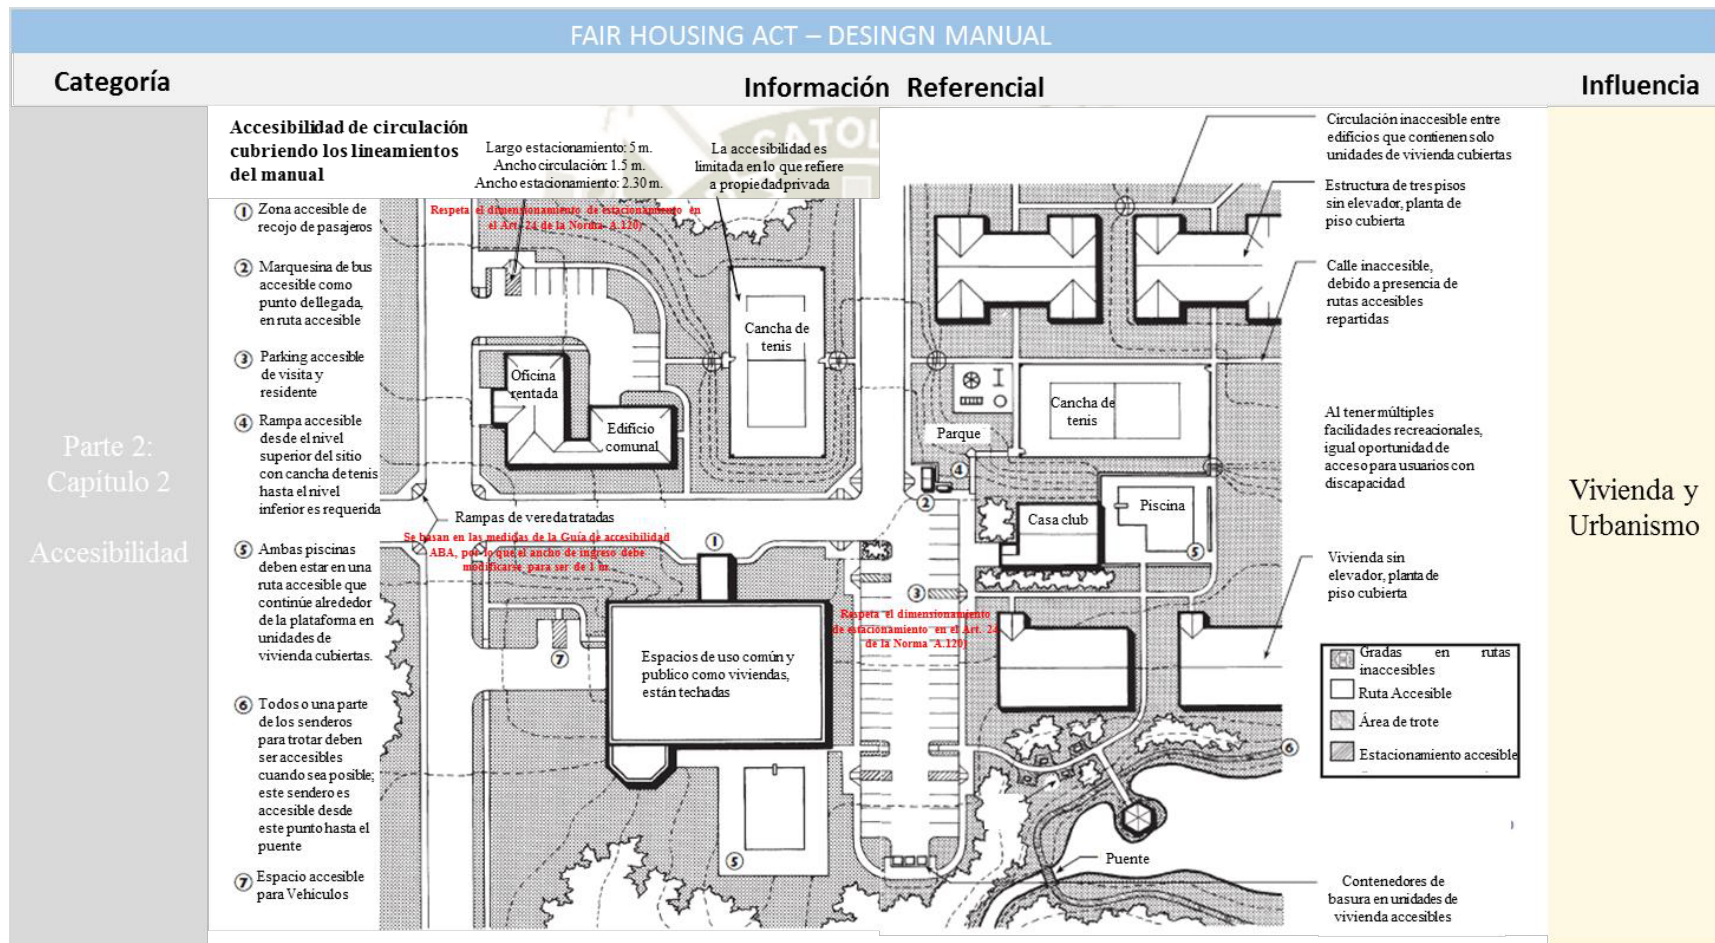 FAIR HOUSING ACT – DESINGN MANUAL
Categoría
Información Referencial
Influencia
Parte 2:
Capítulo 2
Accesibilidad
Accesibilidad de circulación
cubriendo los lineamientos
del manual
① Zona accesible de
recojo de pasajeros
② Marquesina de bus
accesible como
punto de llegada,
en ruta accesible
③ Parking accesible
de visita y
residente
④ Rampa accesible
desde el nivel
superior del sitio
con cancha de tenis
hasta el nivel
inferior es requerida
⑤ Ambas piscinas
deben estar en una
ruta accesible que
continúe alrededor
de la plataforma en
unidades de
vivienda cubiertas.
⑥ Todos o una parte
de los senderos
para trotar deben
ser accesibles
cuando sea posible;
este sendero es
accesible desde
este punto hasta el
puente
⑦ Espacio accesible
para Vehículos
Largo estacionamiento: 5 m.
Ancho circulación: 1.5 m.
Ancho estacionamiento: 2.30 m.
CATOL
La accesibilidad es
limitada en lo que refiere
a propiedad privada
Respeta el dimensionamiento de estacionamiento en
el Art. 24 de la Norma A.120)
Oficina
rentada
Edificio
comunal
Cancha de
tenis
Cancha de
tenis
Parque
④
②
Casa club
Piscina
⑤
Rampas de vereda tratadas
Se basan en las medidas de la Guía de accesibilidad
ABA, por lo que el ancho de ingreso debe
modificarse para ser de 1 m
①
③
Respeta el dimensionamiento
de estacionamiento en el Art. 24
de la Norma A.120)
⑦
Espacios de uso común y
publico como viviendas,
están techadas
⑤
⑥
Puente
Circulación inaccesible entre
edificios que contienen solo
unidades de vivienda cubiertas
Estructura de tres pisos
sin elevador, planta de
piso cubierta
Calle inaccesible,
debido a presencia de
rutas accesibles
repartidas
Al tener múltiples
facilidades recreacionales,
igual oportunidad de
acceso para usuarios con
discapacidad
Vivienda sin
elevador, planta de
piso cubierta
Gradas en rutas
inaccesibles
Ruta Accesible
Área de trote
Estacionamiento accesible
Contenedores de
basura en unidades de
vivienda accesibles
Vivienda y
Urbanismo